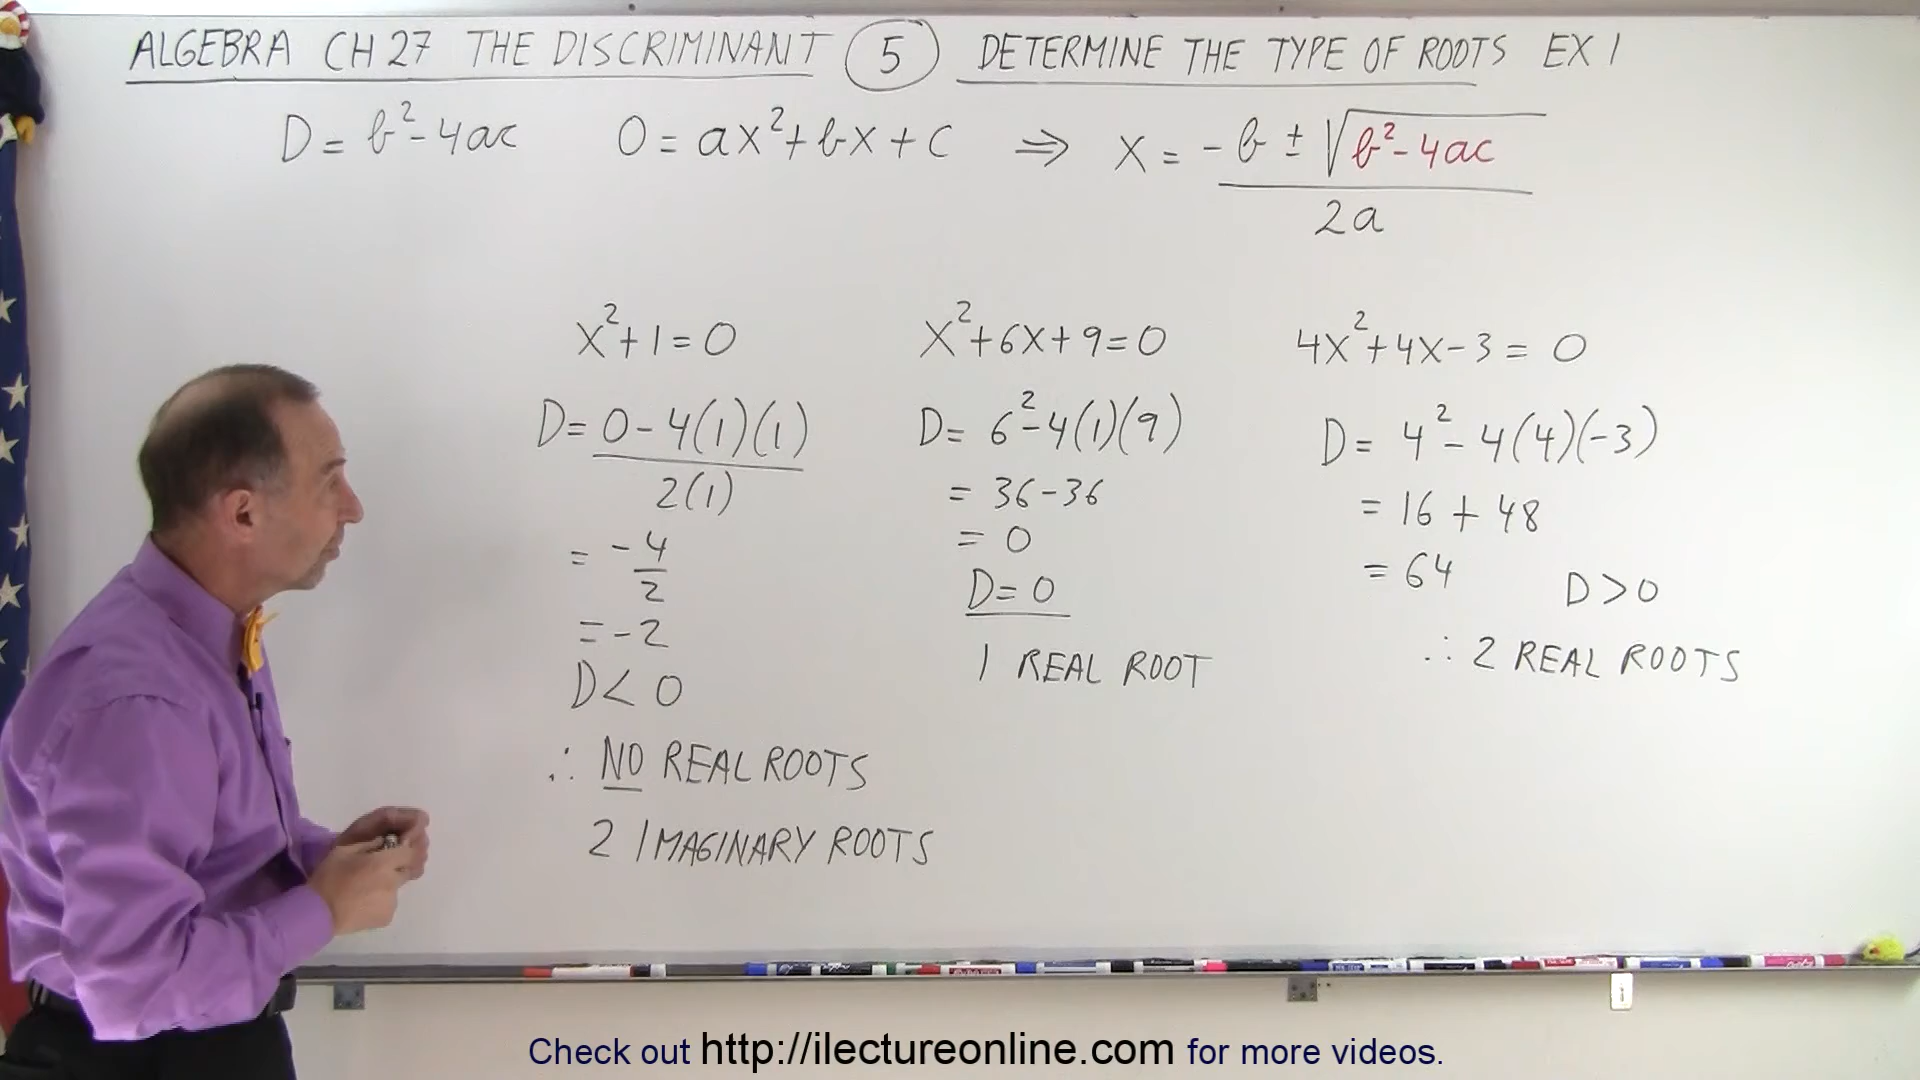 ALGEBRA CH 27 THE DISCRIMINANT 5 DETERMINE THE TYPE OF ROOTS EX 1
D = b² - 4ac 0 = ax² + bx + c ⇒ x = -b ± √b² - 4ac / 2a
x² + 1 = 0
D = 0 - 4(1)(1) / 2(1)
= -4/2
= -2
D < 0
∴ NO REAL ROOTS
2 IMAGINARY ROOTS
x² + 6x + 9 = 0
D = 6² - 4(1)(9)
= 36 - 36
= 0
D = 0
1 REAL ROOT
4x² + 4x - 3 = 0
D = 4² - 4(4)(-3)
= 16 + 48
= 64 D > 0
∴ 2 REAL ROOTS
Check out http://ilectureonline.com for more videos.